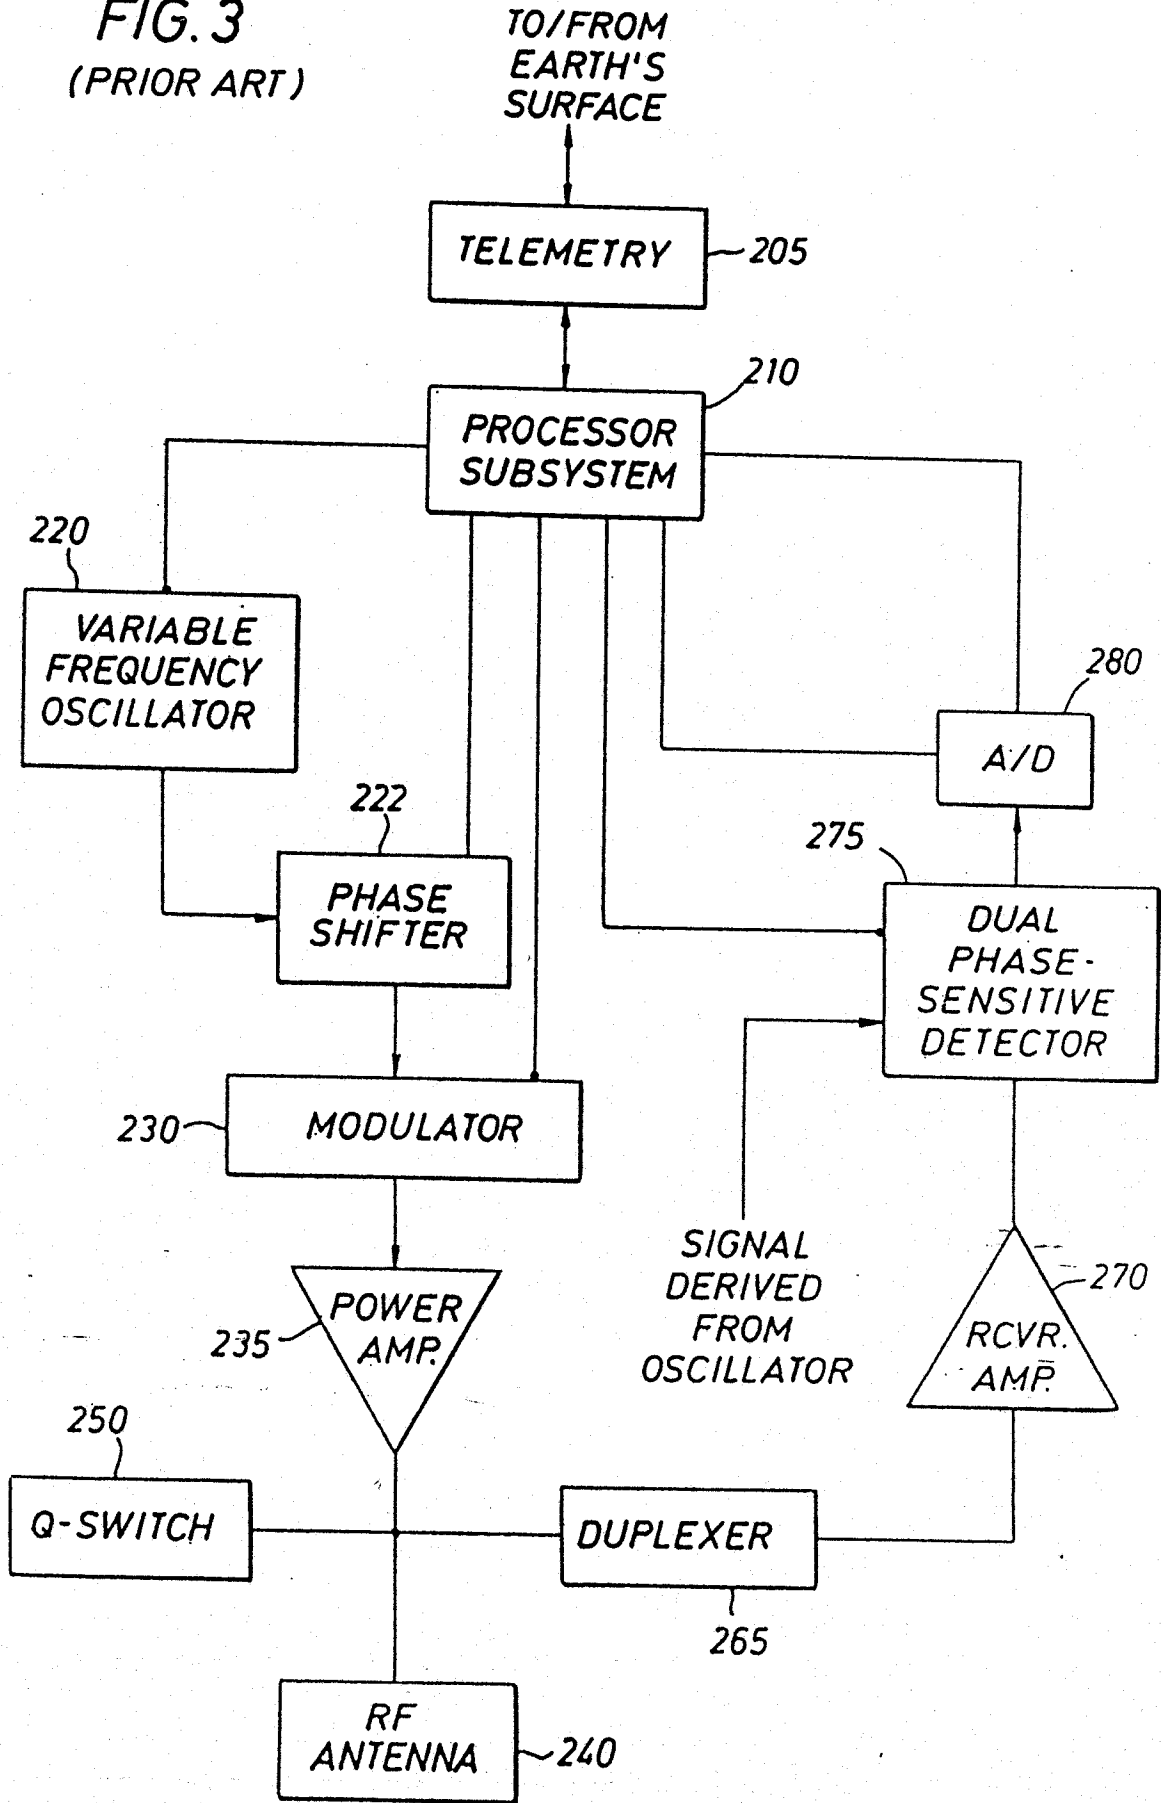 FIG. 3
(PRIOR ART)
TO/FROM
EARTH'S
SURFACE
TELEMETRY
205
210
PROCESSOR
SUBSYSTEM
220
VARIABLE
FREQUENCY
OSCILLATOR
280
A/D
222
PHASE
SHIFTER
275
DUAL
PHASE-
SENSITIVE
DETECTOR
230
MODULATOR
SIGNAL
DERIVED
FROM
OSCILLATOR
235
POWER
AMP.
270
RCVR.
AMP.
250
Q-SWITCH
DUPLEXER
265
RF
ANTENNA
240